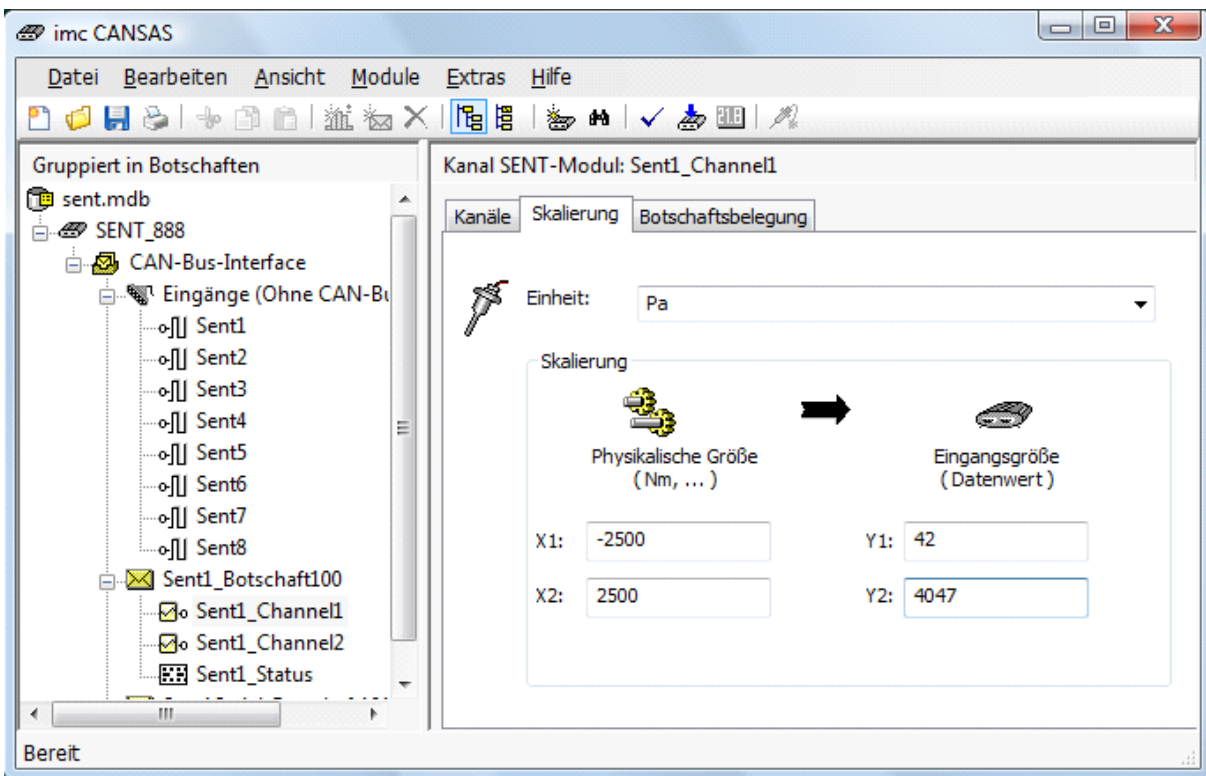 imc CANSAS
Datei Bearbeiten Ansicht Module Extras Hilfe
Gruppiert in Botschaften
sent.mdb
SENT_888
CAN-Bus-Interface
Eingänge (Ohne CAN-Bu
Sent1
Sent2
Sent3
Sent4
Sent5
Sent6
Sent7
Sent8
Sent1_Botschaft100
Sent1_Channel1
Sent1_Channel2
Sent1_Status
Kanal SENT-Modul: Sent1_Channel1
Kanäle Skalierung Botschaftsbelegung
Einheit: Pa
Skalierung
Physikalische Größe Eingangsgröße
( Nm, ... ) ( Datenwert )
X1: -2500 Y1: 42
X2: 2500 Y2: 4047
Bereit